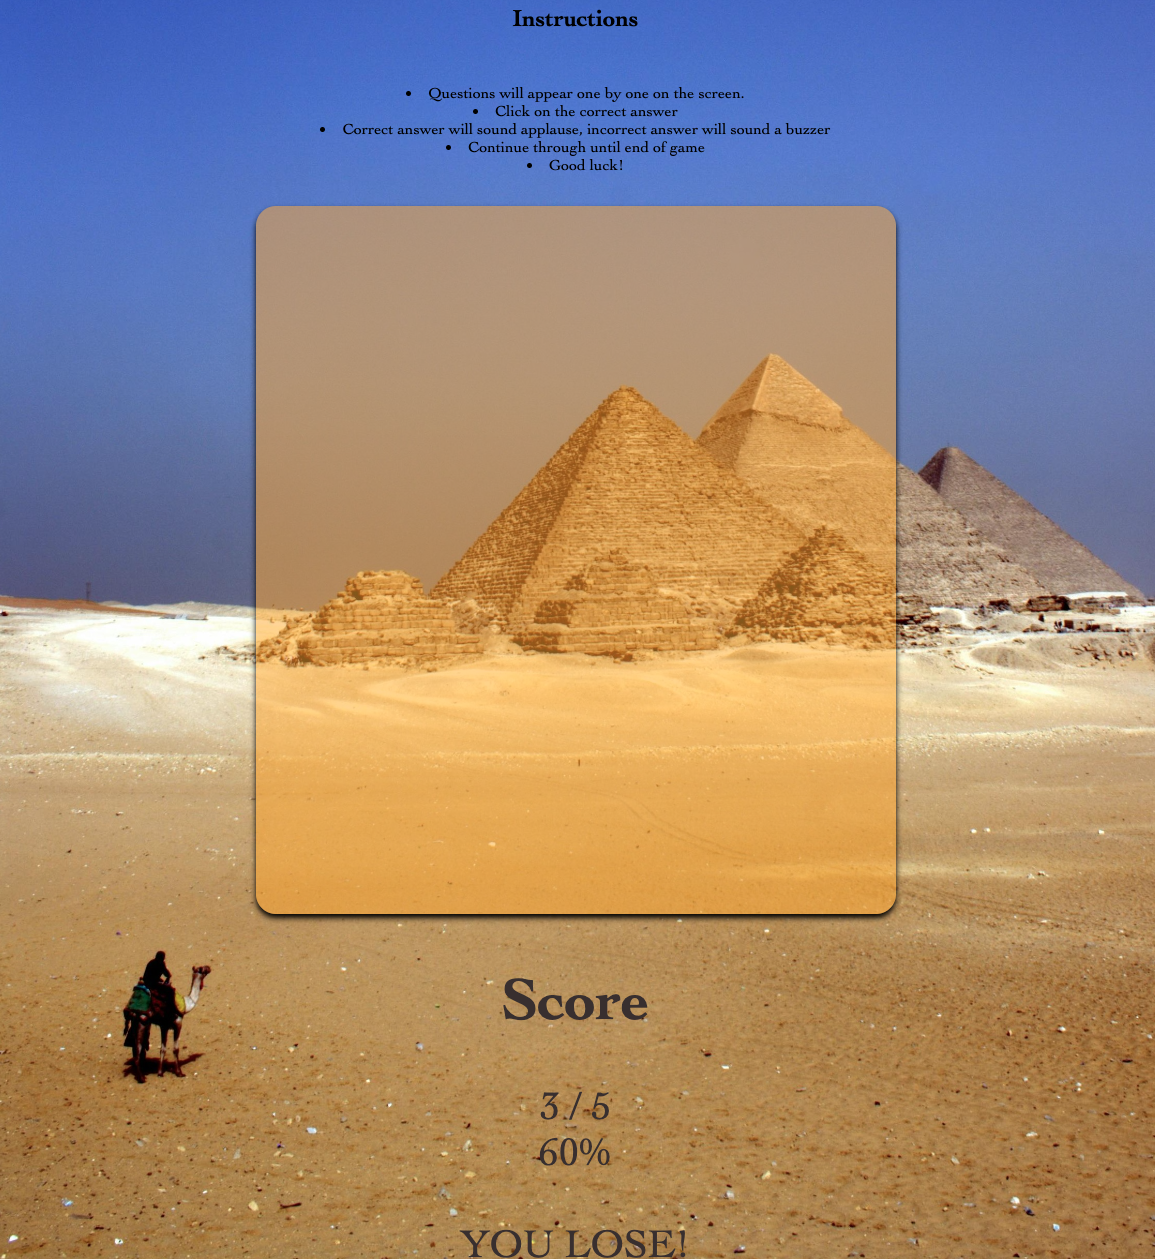 Instructions
• Questions will appear one by one on the screen.
• Click on the correct answer
• Correct answer will sound applause, incorrect answer will sound a buzzer
• Continue through until end of game
• Good luck!
Score
3 / 5
60%
YOU LOSE!